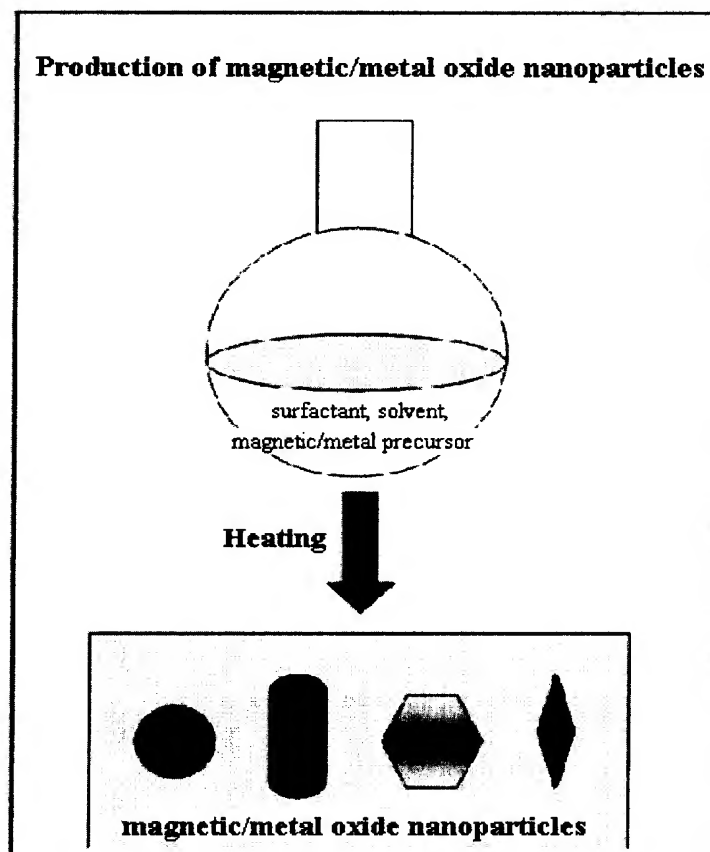 Production of magnetic/metal oxide nanoparticles
surfactant, solvent,
magnetic/metal precursor
Heating
magnetic/metal oxide nanoparticles